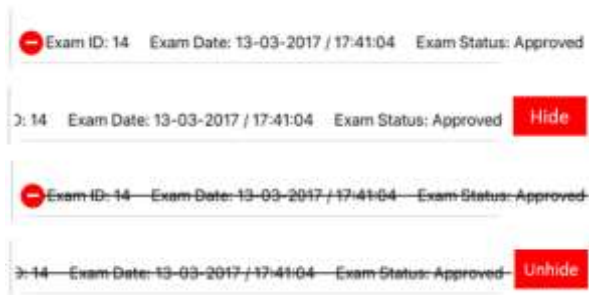 Exam ID: 14 Exam Date: 13-03-2017 / 17:41:04 Exam Status: Approved
D: 14 Exam Date: 13-03-2017 / 17:41:04 Exam Status: Approved Hide
Exam ID: 14 Exam Date: 13-03-2017 / 17:41:04 Exam Status: Approved
D: 14 Exam Date: 13-03-2017 / 17:41:04 Exam Status: Approved Unhide